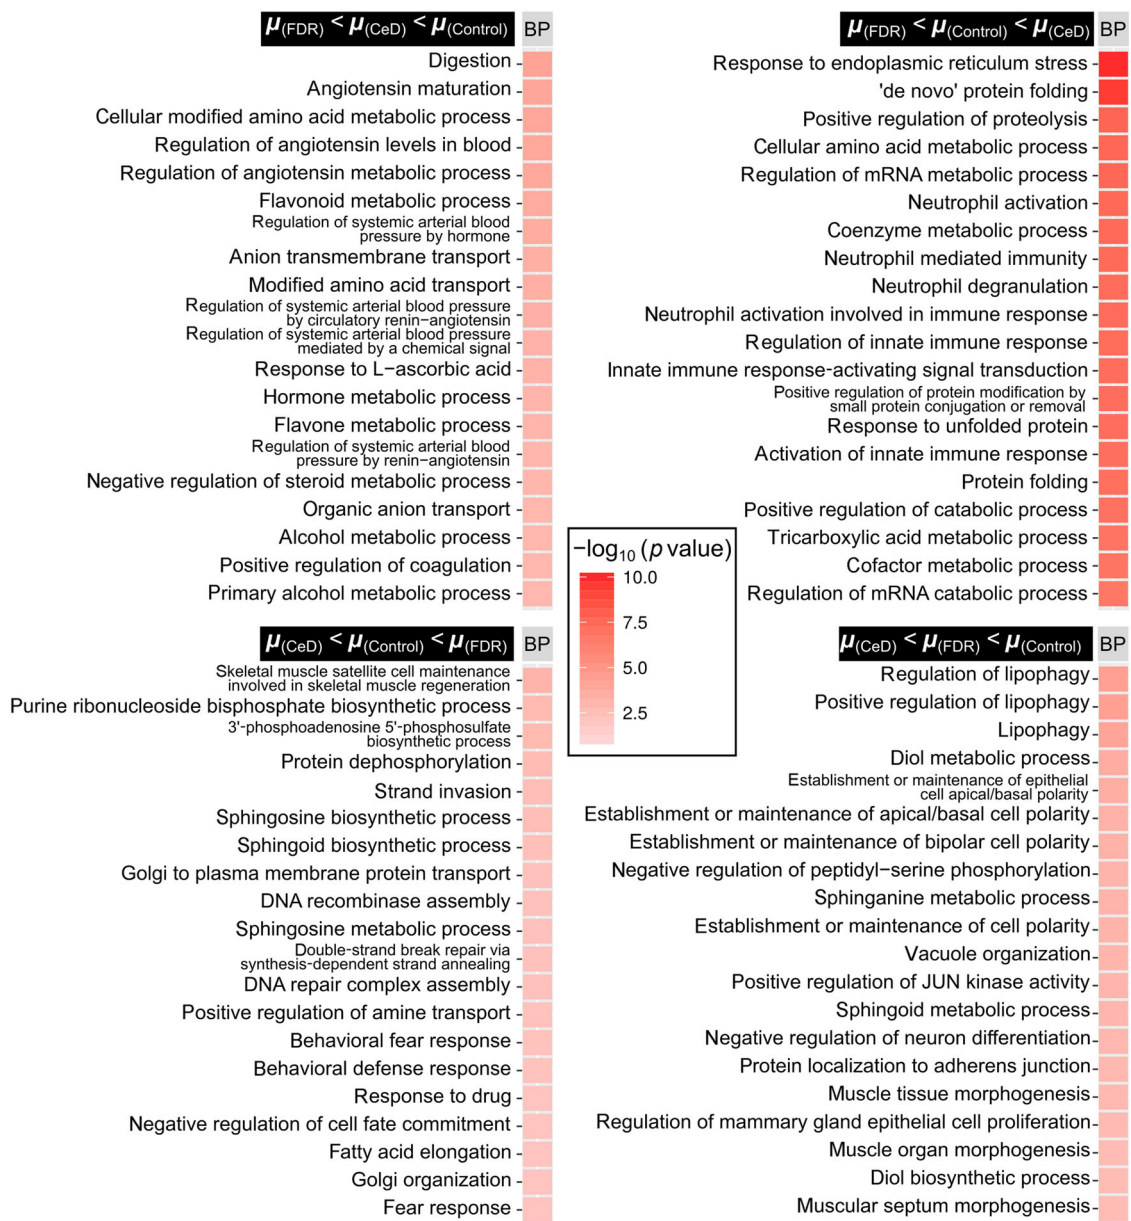 μ(FDR) < μ(CeD) < μ(Control) BP
Digestion
Angiotensin maturation
Cellular modified amino acid metabolic process
Regulation of angiotensin levels in blood
Regulation of angiotensin metabolic process
Flavonoid metabolic process
Regulation of systemic arterial blood
pressure by hormone
Anion transmembrane transport
Modified amino acid transport
Regulation of systemic arterial blood pressure
by circulatory renin−angiotensin
Regulation of systemic arterial blood pressure
mediated by a chemical signal
Response to L−ascorbic acid
Hormone metabolic process
Flavone metabolic process
Regulation of systemic arterial blood
pressure by renin−angiotensin
Negative regulation of steroid metabolic process
Organic anion transport
Alcohol metabolic process
Positive regulation of coagulation
Primary alcohol metabolic process
μ(FDR) < μ(Control) < μ(CeD) BP
Response to endoplasmic reticulum stress
'de novo' protein folding
Positive regulation of proteolysis
Cellular amino acid metabolic process
Regulation of mRNA metabolic process
Neutrophil activation
Coenzyme metabolic process
Neutrophil mediated immunity
Neutrophil degranulation
Neutrophil activation involved in immune response
Regulation of innate immune response
Innate immune response-activating signal transduction
Positive regulation of protein modification by
small protein conjugation or removal
Response to unfolded protein
Activation of innate immune response
Protein folding
Positive regulation of catabolic process
Tricarboxylic acid metabolic process
Cofactor metabolic process
Regulation of mRNA catabolic process
−log10 (p value)
10.0
7.5
5.0
2.5
μ(CeD) < μ(Control) < μ(FDR) BP
Skeletal muscle satellite cell maintenance
involved in skeletal muscle regeneration
Purine ribonucleoside bisphosphate biosynthetic process
3'-phosphoadenosine 5'-phosphosulfate
biosynthetic process
Protein dephosphorylation
Strand invasion
Sphingosine biosynthetic process
Sphingoid biosynthetic process
Golgi to plasma membrane protein transport
DNA recombinase assembly
Sphingosine metabolic process
Double-strand break repair via
synthesis-dependent strand annealing
DNA repair complex assembly
Positive regulation of amine transport
Behavioral fear response
Behavioral defense response
Response to drug
Negative regulation of cell fate commitment
Fatty acid elongation
Golgi organization
Fear response
μ(CeD) < μ(FDR) < μ(Control) BP
Regulation of lipophagy
Positive regulation of lipophagy
Lipophagy
Diol metabolic process
Establishment or maintenance of epithelial
cell apical/basal polarity
Establishment or maintenance of apical/basal cell polarity
Establishment or maintenance of bipolar cell polarity
Negative regulation of peptidyl−serine phosphorylation
Sphinganine metabolic process
Establishment or maintenance of cell polarity
Vacuole organization
Positive regulation of JUN kinase activity
Sphingoid metabolic process
Negative regulation of neuron differentiation
Protein localization to adherens junction
Muscle tissue morphogenesis
Regulation of mammary gland epithelial cell proliferation
Muscle organ morphogenesis
Diol biosynthetic process
Muscular septum morphogenesis